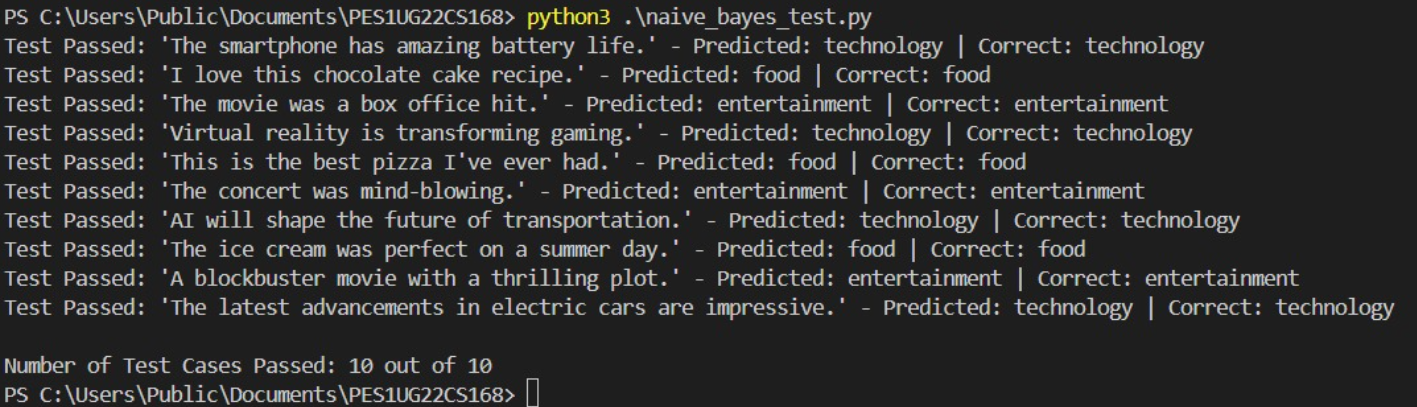 PS C:\Users\Public\Documents\PES1UG22CS168> python3 .\naive_bayes_test.py
Test Passed: 'The smartphone has amazing battery life.' - Predicted: technology | Correct: technology
Test Passed: 'I love this chocolate cake recipe.' - Predicted: food | Correct: food
Test Passed: 'The movie was a box office hit.' - Predicted: entertainment | Correct: entertainment
Test Passed: 'Virtual reality is transforming gaming.' - Predicted: technology | Correct: technology
Test Passed: 'This is the best pizza I've ever had.' - Predicted: food | Correct: food
Test Passed: 'The concert was mind-blowing.' - Predicted: entertainment | Correct: entertainment
Test Passed: 'AI will shape the future of transportation.' - Predicted: technology | Correct: technology
Test Passed: 'The ice cream was perfect on a summer day.' - Predicted: food | Correct: food
Test Passed: 'A blockbuster movie with a thrilling plot.' - Predicted: entertainment | Correct: entertainment
Test Passed: 'The latest advancements in electric cars are impressive.' - Predicted: technology | Correct: technology
Number of Test Cases Passed: 10 out of 10
PS C:\Users\Public\Documents\PES1UG22CS168>